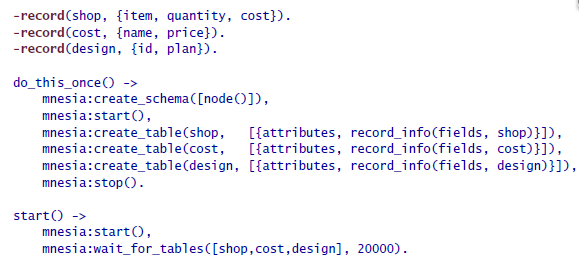 -record(shop, {item, quantity, cost}).
-record(cost, {name, price}).
-record(design, {id, plan}).
do_this_once() ->
    mnesia:create_schema([node()]),
    mnesia:start(),
    mnesia:create_table(shop,   [{attributes, record_info(fields, shop)}]),
    mnesia:create_table(cost,   [{attributes, record_info(fields, cost)}]),
    mnesia:create_table(design, [{attributes, record_info(fields, design)}]),
    mnesia:stop().
start() ->
    mnesia:start(),
    mnesia:wait_for_tables([shop,cost,design], 20000).